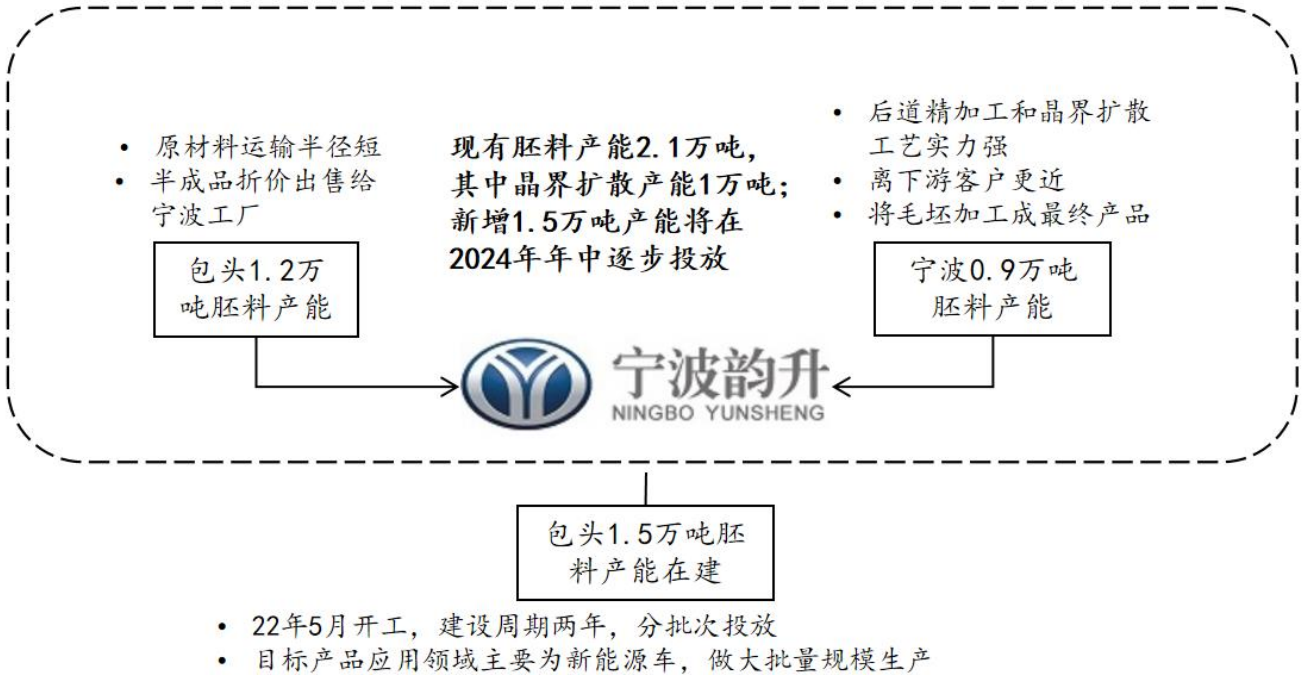 • 原材料运输半径短
• 半成品折价出售给
宁波工厂
包头1.2万
吨胚料产能
现有胚料产能2.1万吨，
其中晶界扩散产能1万吨；
新增1.5万吨产能将在
2024年年中逐步投放
• 后道精加工和晶界扩散
工艺实力强
• 离下游客户更近
• 将毛坯加工成最终产品
宁波0.9万吨
胚料产能
宁波韵升
NINGBO YUNSHENG
包头1.5万吨胚
料产能在建
• 22年5月开工，建设周期两年，分批次投放
• 目标产品应用领域主要为新能源车，做大批量规模生产